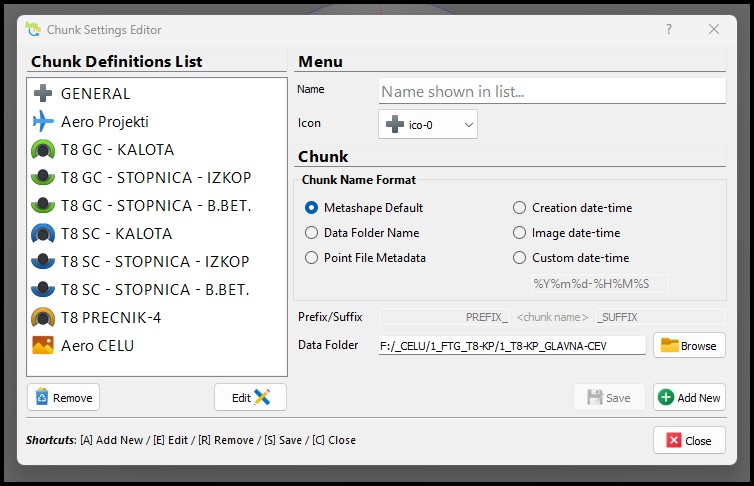 Chunk Settings Editor
?
Chunk Definitions List
GENERAL
Aero Projekti
T8 GC - KALOTA
T8 GC - STOPNICA - IZKOP
T8 GC - STOPNICA - B.BET.
T8 SC - KALOTA
T8 SC - STOPNICA - IZKOP
T8 SC - STOPNICA - B.BET.
T8 PRECNIK-4
Aero CELU
Remove
Edit
Menu
Name
Name shown in list...
Icon
ico-0
Chunk
Chunk Name Format
Metashape Default
Creation date-time
Data Folder Name
Image date-time
Point File Metadata
Custom date-time
%Y%m%d-%H%M%S
Prefix/Suffix PREFIX_ <chunk name> _SUFFIX
Data Folder F:/_CELU/1_FTG_T8-KP/1_T8-KP_GLAVNA-CEV Browse
Save
Add New
Shortcuts: [A] Add New / [E] Edit / [R] Remove / [S] Save / [C] Close
Close